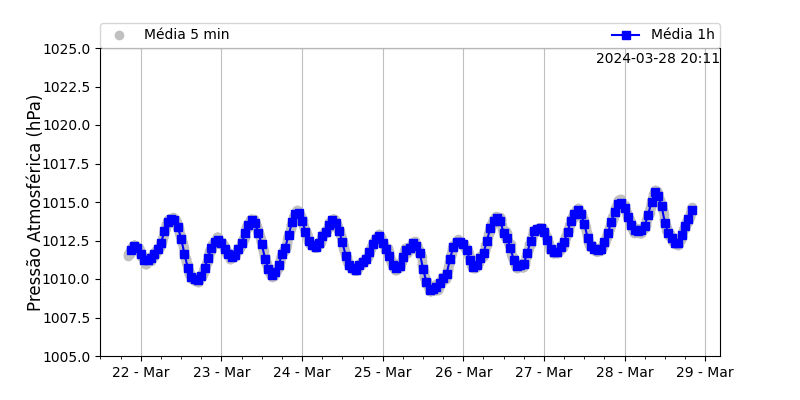 Média 5 min
Média 1h
2024-03-28 20:11
Pressão Atmosférica (hPa)
1025.0
1022.5
1020.0
1017.5
1015.0
1012.5
1010.0
1007.5
1005.0
22 - Mar
23 - Mar
24 - Mar
25 - Mar
26 - Mar
27 - Mar
28 - Mar
29 - Mar